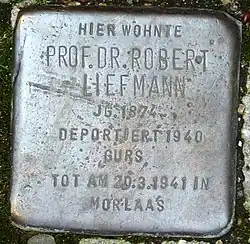 HIER WOHNTE
PROF. DR. ROBERT
LIEFMANN
JG. 1874
DEPORTIERT 1940
GURS
TOT AM 20.3.1941 IN
MORLAAS